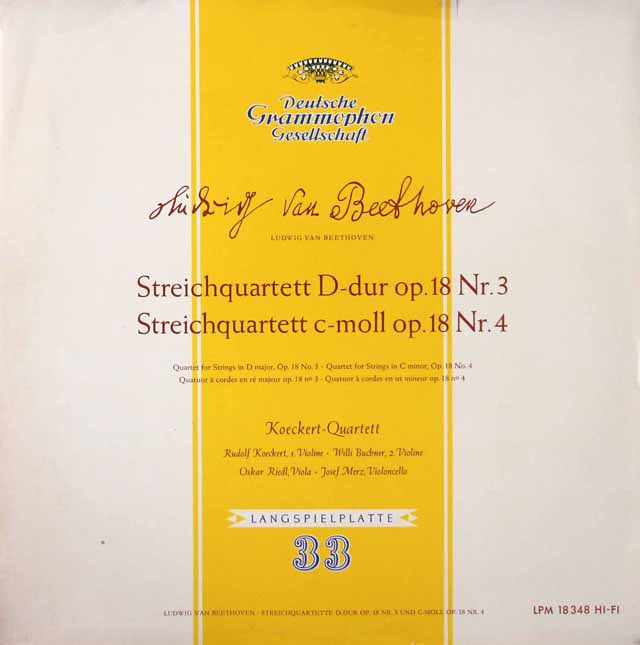 Deutsche
Grammophon
Gesellschaft
Ludwig van Beethoven
LUDWIG VAN BEETHOVEN
Streichquartett D-dur op. 18 Nr. 3
Streichquartett c-moll op. 18 Nr. 4
Quartet for Strings in D major, Op. 18 No. 3 · Quartet for Strings in C minor, Op. 18 No. 4
Quatuor à cordes en ré majeur op. 18 nº 3 · Quatuor à cordes en ut mineur op. 18 nº 4
Koeckert-Quartett
Rudolf Koeckert, 1. Violine · Willi Buchner, 2. Violine
Oskar Riedl, Viola · Josef Merz, Violoncello
LANGSPIELPLATTE
33
LUDWIG VAN BEETHOVEN · STREICHQUARTETTE D-DUR OP. 18 NR. 3 UND C-MOLL OP. 18 NR. 4
LPM 18 348 HI-FI